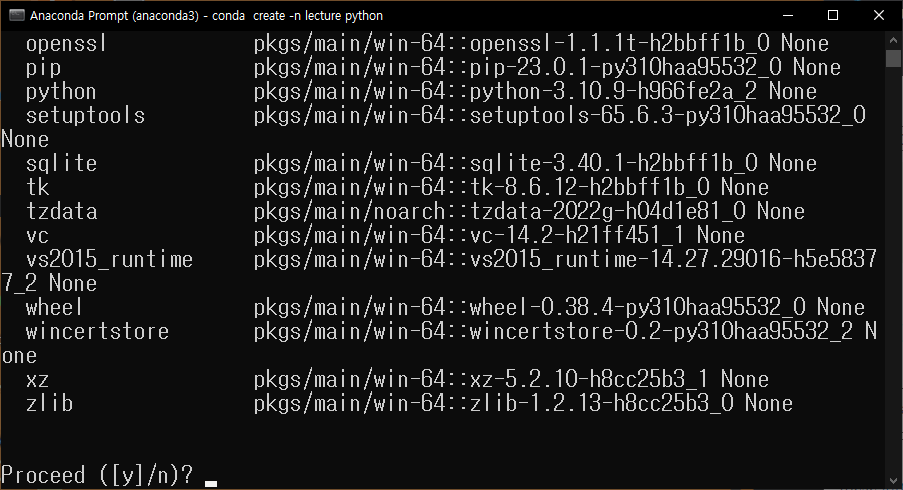 Anaconda Prompt (anaconda3) - conda  create -n lecture python
openssl            pkgs/main/win-64::openssl-1.1.1t-h2bbff1b_0 None
pip                pkgs/main/win-64::pip-23.0.1-py310haa95532_0 None
python             pkgs/main/win-64::python-3.10.9-h966fe2a_2 None
setuptools         pkgs/main/win-64::setuptools-65.6.3-py310haa95532_0
None
sqlite             pkgs/main/win-64::sqlite-3.40.1-h2bbff1b_0 None
tk                 pkgs/main/win-64::tk-8.6.12-h2bbff1b_0 None
tzdata             pkgs/main/noarch::tzdata-2022g-h04d1e81_0 None
vc                 pkgs/main/win-64::vc-14.2-h21ff451_1 None
vs2015_runtime     pkgs/main/win-64::vs2015_runtime-14.27.29016-h5e5837
7_2 None
wheel              pkgs/main/win-64::wheel-0.38.4-py310haa95532_0 None
wincertstore       pkgs/main/win-64::wincertstore-0.2-py310haa95532_2 N
one
xz                 pkgs/main/win-64::xz-5.2.10-h8cc25b3_1 None
zlib               pkgs/main/win-64::zlib-1.2.13-h8cc25b3_0 None
Proceed ([y]/n)?